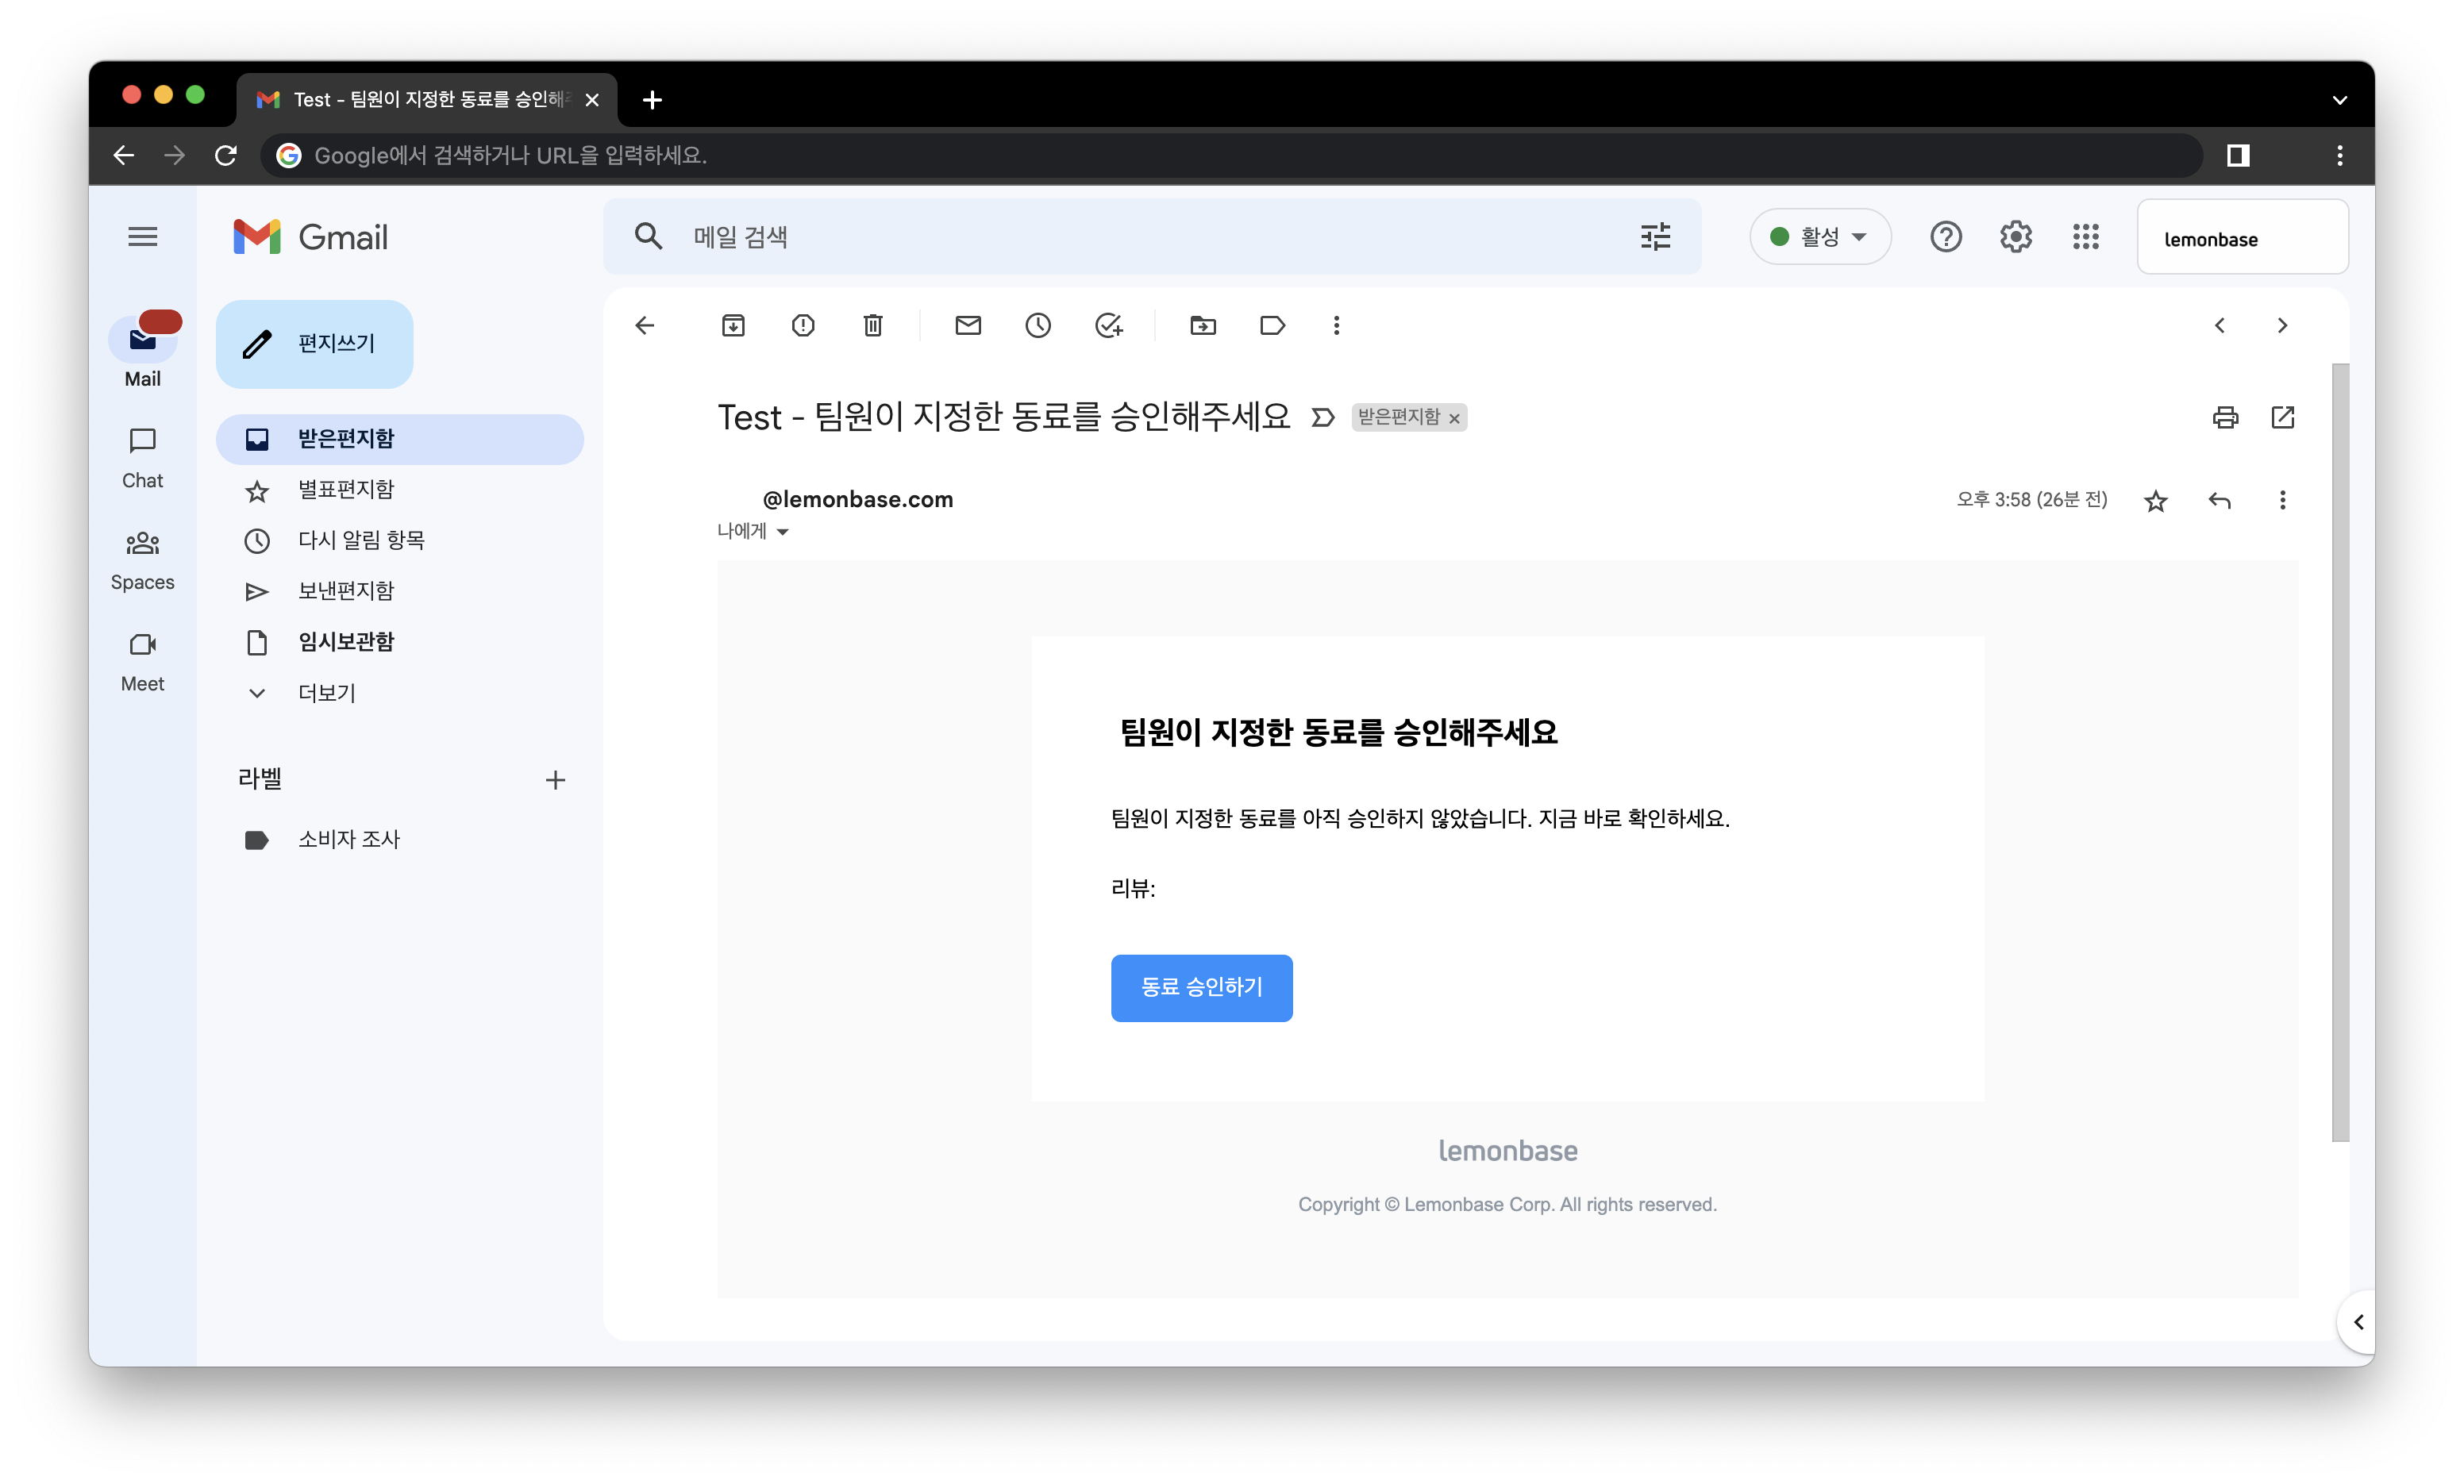 Test - 팀원이 지정한 동료를 승인해
Google에서 검색하거나 URL을 입력하세요.
Gmail
메일 검색
활성
lemonbase
Mail
Chat
Spaces
Meet
편지쓰기
받은편지함
별표편지함
다시 알림 항목
보낸편지함
임시보관함
더보기
라벨
소비자 조사
Test - 팀원이 지정한 동료를 승인해주세요 받은편지함
@lemonbase.com
오후 3:58 (26분 전)
나에게
팀원이 지정한 동료를 승인해주세요
팀원이 지정한 동료를 아직 승인하지 않았습니다. 지금 바로 확인하세요.
리뷰:
동료 승인하기
lemonbase
Copyright © Lemonbase Corp. All rights reserved.